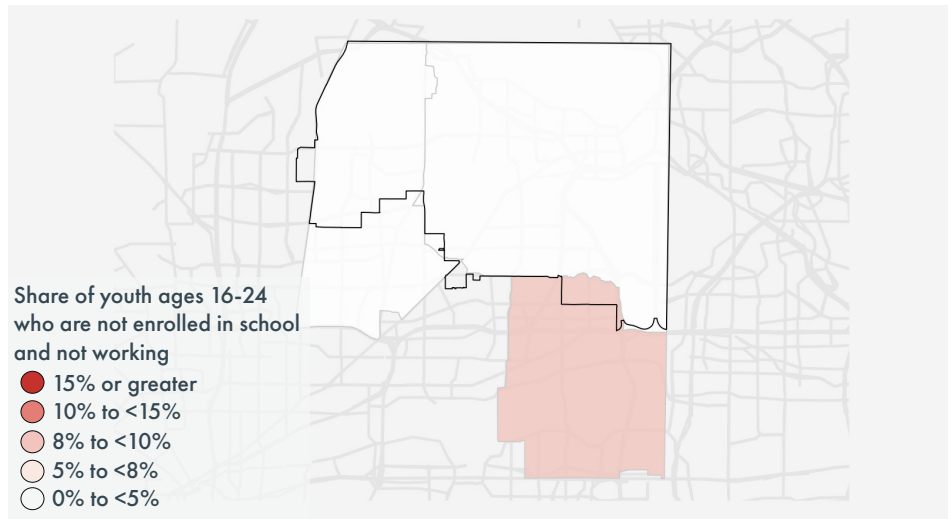 Share of youth ages 16-24
who are not enrolled in school
and not working
15% or greater
10% to <15%
8% to <10%
5% to <8%
0% to <5%